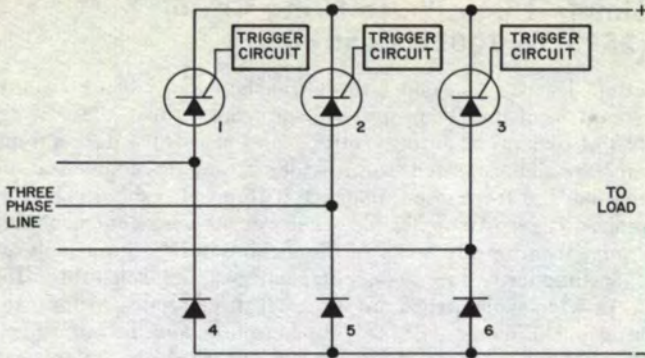 +
TRIGGER
CIRCUIT
TRIGGER
CIRCUIT
TRIGGER
CIRCUIT
1
2
3
THREE
PHASE
LINE
TO
LOAD
4
5
6
−